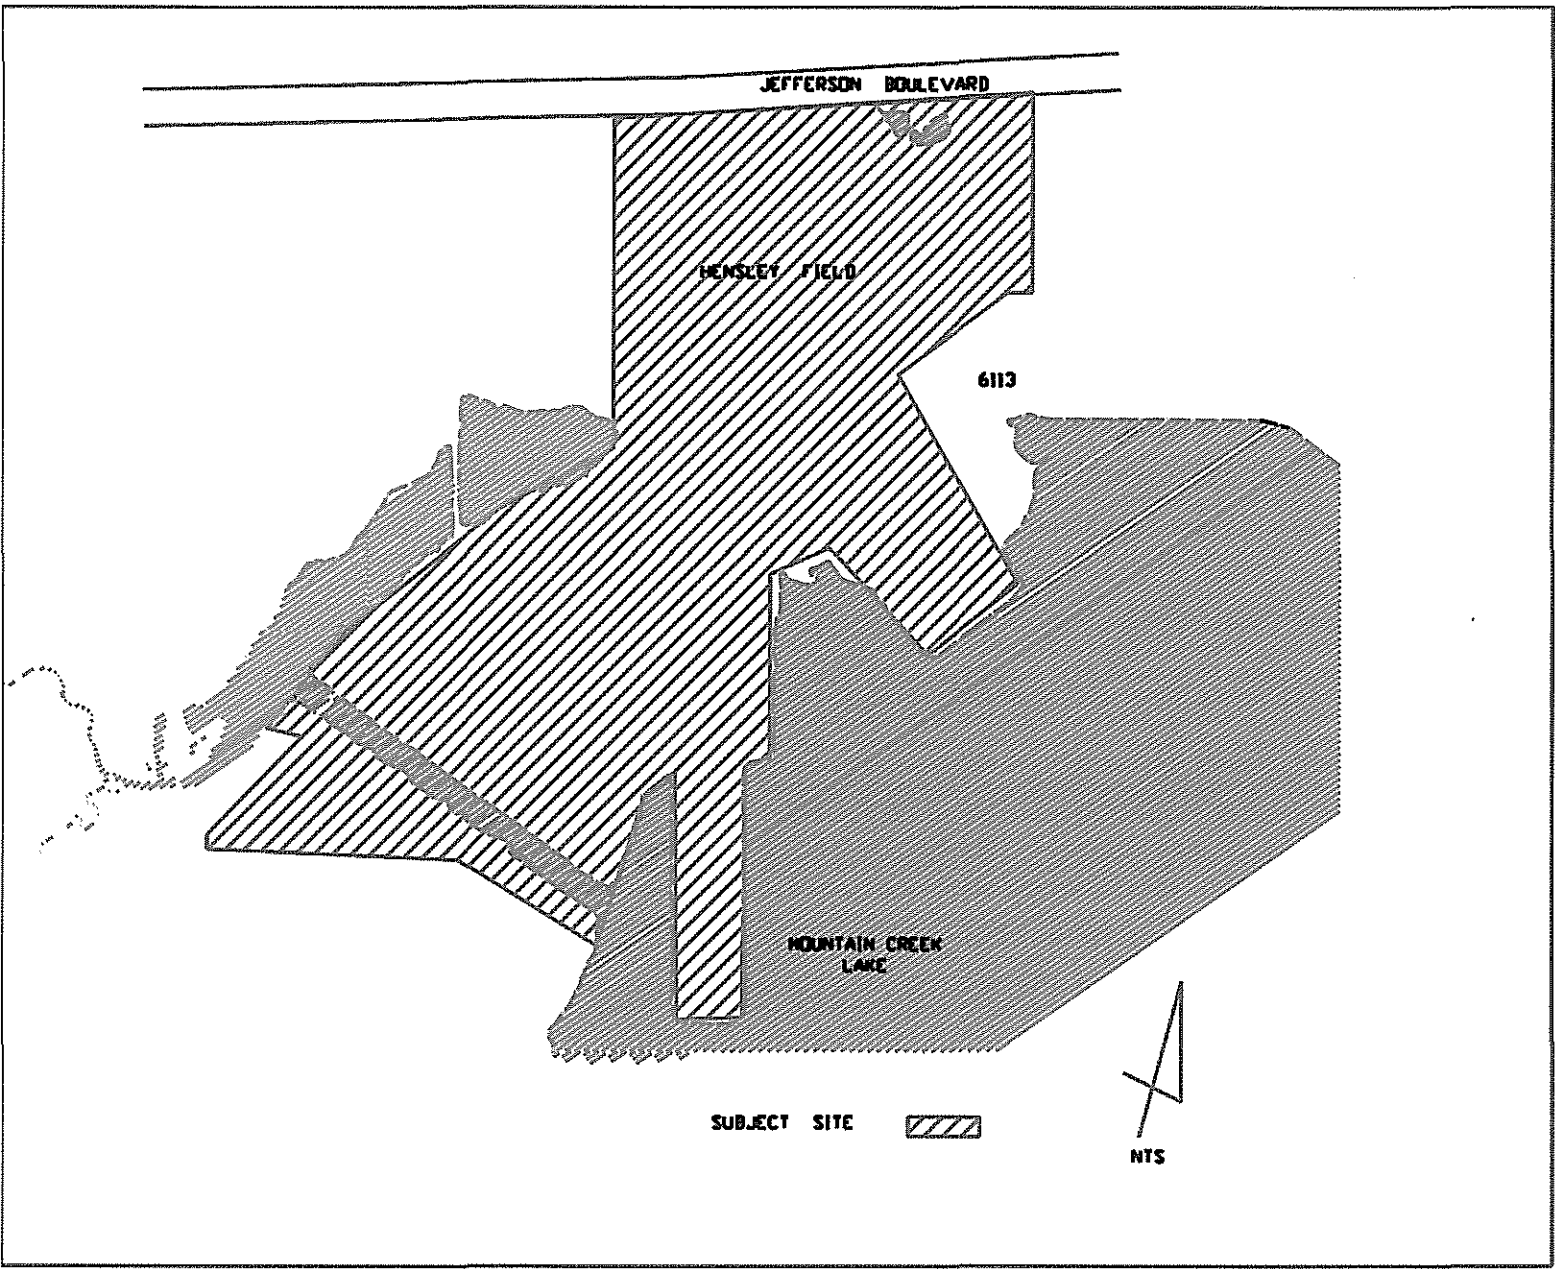 JEFFERSON BOULEVARD
HENSLEY FIELD
6113
MOUNTAIN CREEK
LAKE
SUBJECT SITE
NTS